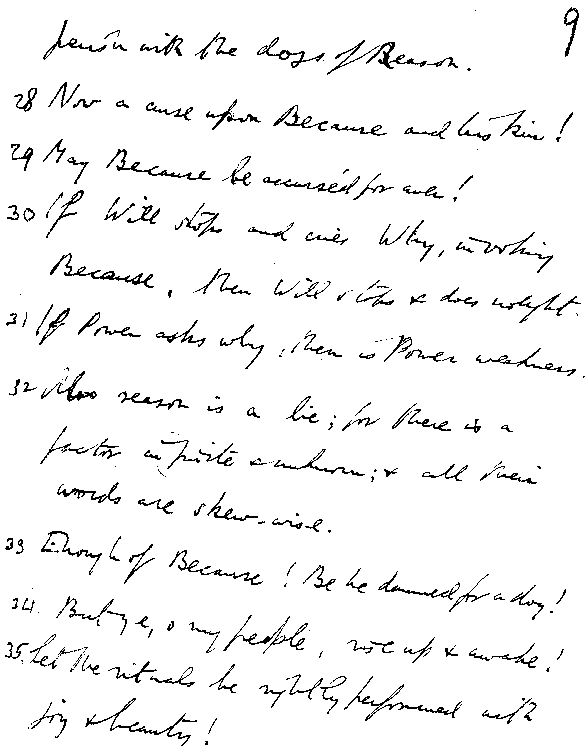 9
perish with the dogs of Reason.
28 Now a curse upon Because and his kin!
29 May Because be accursèd for ever!
30 If Will stops and cries Why, invoking
Because, then Will stops & does nought.
31 If Power asks why, then is Power weakness.
32 Also reason is a lie; for there is a
factor infinite & unknown; & all their
words are skew-wise.
33 Enough of Because! Be he damned for a dog!
34. But ye, o my people, rise up & awake!
35. Let the rituals be rightly performed with
joy & beauty!